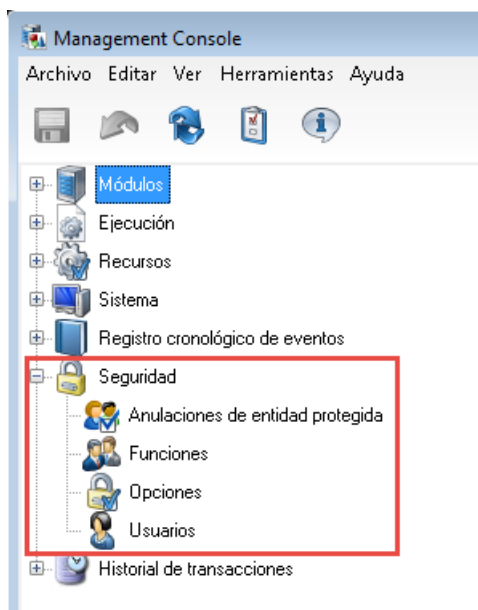 Management Console
Archivo Editar Ver Herramientas Ayuda
Módulos
Ejecución
Recursos
Sistema
Registro cronológico de eventos
Seguridad
Anulaciones de entidad protegida
Funciones
Opciones
Usuarios
Historial de transacciones